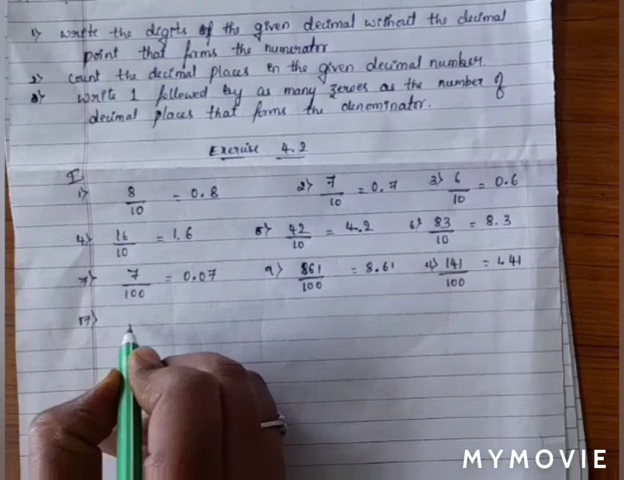 1) Write the digits of the given decimal without the decimal
point that forms the numerator
2) Count the decimal places in the given decimal number.
3) Write 1 followed by as many zeroes as the number of
decimal places that forms the denominator.
Exercise 4.2
I
1) 8/10 = 0.8 2) 7/10 = 0.7 3) 6/10 = 0.6
4) 16/10 = 1.6 5) 42/10 = 4.2 6) 83/10 = 8.3
7) 7/100 = 0.07 9) 861/100 = 8.61 11) 141/100 = 1.41
17)
MYMOVIE